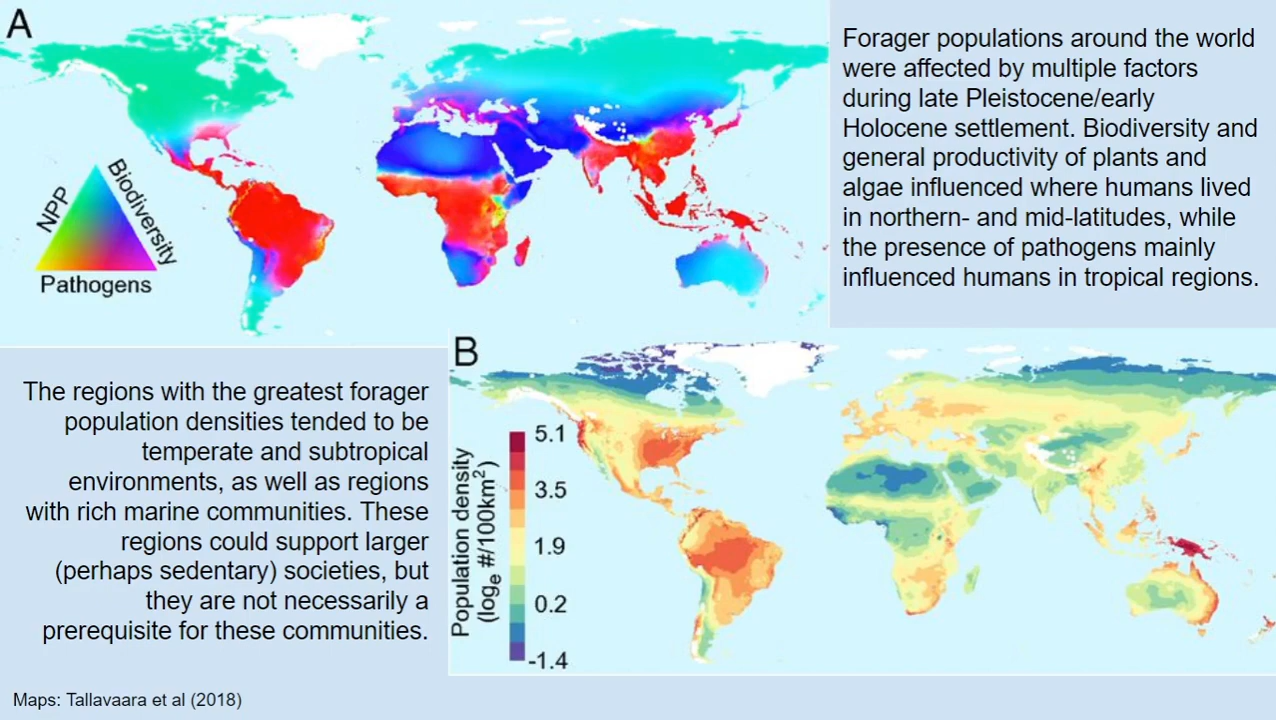 A
Forager populations around the world
were affected by multiple factors
during late Pleistocene/early
Holocene settlement. Biodiversity and
general productivity of plants and
algae influenced where humans lived
in northern- and mid-latitudes, while
the presence of pathogens mainly
influenced humans in tropical regions.
NPP
Biodiversity
Pathogens
The regions with the greatest forager
population densities tended to be
temperate and subtropical
environments, as well as regions
with rich marine communities. These
regions could support larger
(perhaps sedentary) societies, but
they are not necessarily a
prerequisite for these communities.
B
Population density
(logₑ #/100km²)
5.1
3.5
1.9
0.2
-1.4
Maps: Tallavaara et al (2018)